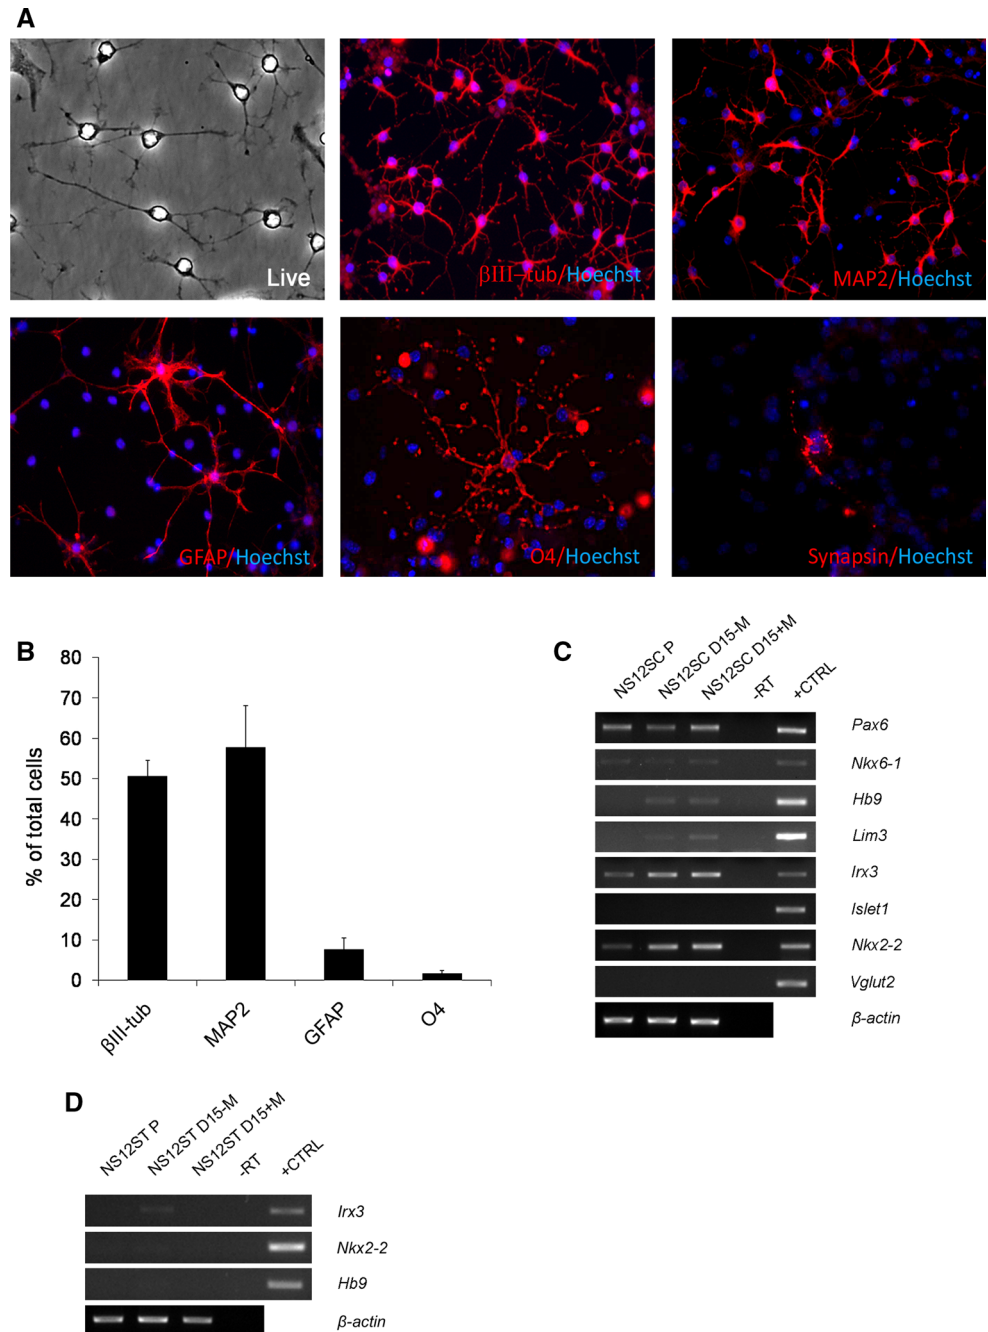 A
Live
βIII–tub/Hoechst
MAP2/Hoechst
GFAP/Hoechst
O4/Hoechst
Synapsin/Hoechst
B
80
70
60
50
40
30
20
10
0
% of total cells
βIII-tub
MAP2
GFAP
O4
C
NS12SC P
NS12SC D15-M
NS12SC D15+M
-RT
+CTRL
Pax6
Nkx6-1
Hb9
Lim3
Irx3
Islet1
Nkx2-2
Vglut2
β-actin
D
NS12ST P
NS12ST D15-M
NS12ST D15+M
-RT
+CTRL
Irx3
Nkx2-2
Hb9
β-actin